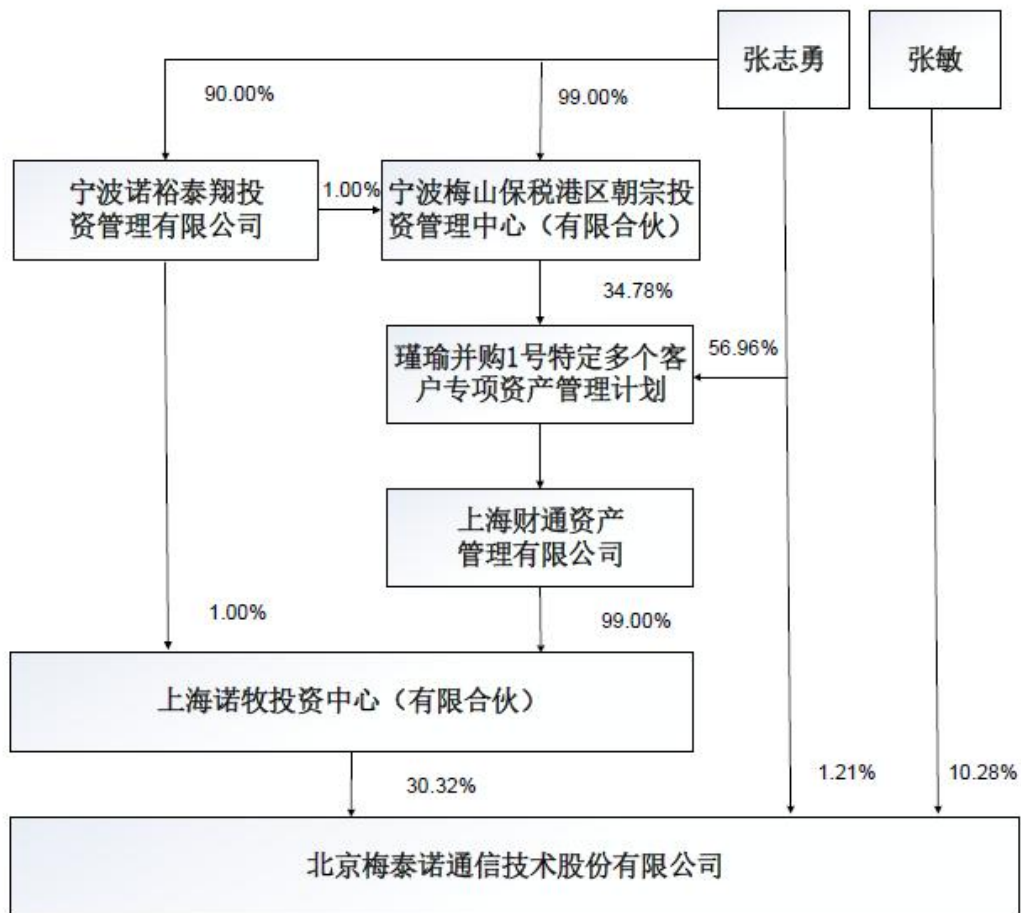 张志勇
张敏
90.00%
99.00%
宁波诺裕泰翔投
资管理有限公司
1.00%
宁波梅山保税港区朝宗投
资管理中心（有限合伙）
34.78%
瑾瑜并购1号特定多个客
户专项资产管理计划
56.96%
上海财通资产
管理有限公司
1.00%
99.00%
上海诺牧投资中心（有限合伙）
30.32%
1.21%
10.28%
北京梅泰诺通信技术股份有限公司